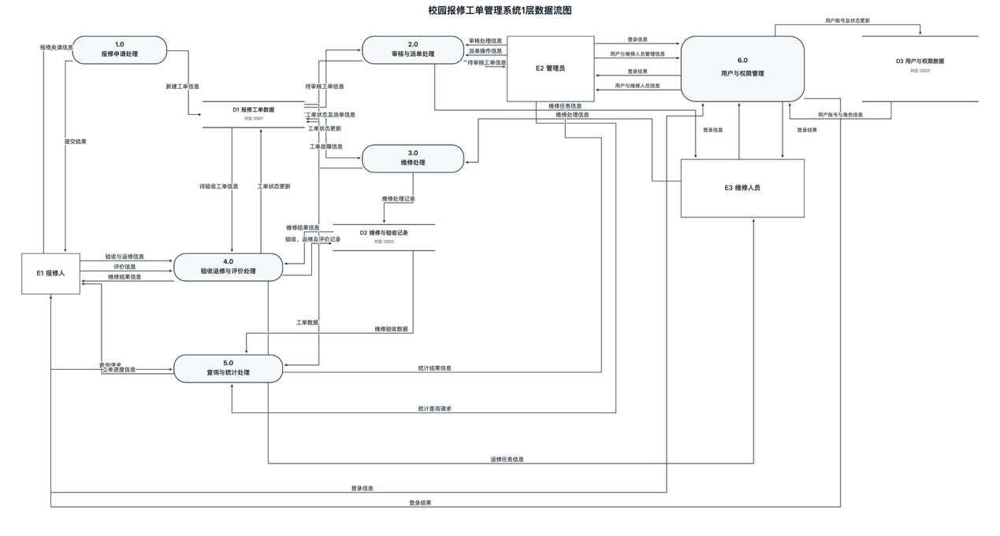 校园报修工单管理系统1层数据流图
用户账号及状态更新
报修申请信息
1.0
报修申请处理
2.0
审核与派单处理
审核处理信息
派单操作信息
待审核工单信息
E2 管理员
登录信息
用户与维修人员管理信息
登录结果
用户与维修人员信息
6.0
用户与权限管理
D3 用户与权限数据
对应 DS03
新建工单信息
待审核工单信息
D1 报修工单数据
对应 DS01
工单状态及派单信息
工单状态更新
工单故障信息
维修任务信息
维修处理信息
用户账号与角色信息
登录信息
登录结果
提交结果
3.0
维修处理
待验收工单信息
工单状态更新
E3 维修人员
维修处理记录
维修结果信息
验收、返修及评价记录
D2 维修与验收记录
对应 DS02
E1 报修人
验收与返修信息
评价信息
维修结果信息
4.0
验收返修与评价处理
工单数据
维修验收数据
查询请求
工单进度信息
5.0
查询与统计处理
统计结果信息
统计查询请求
返修任务信息
登录信息
登录结果